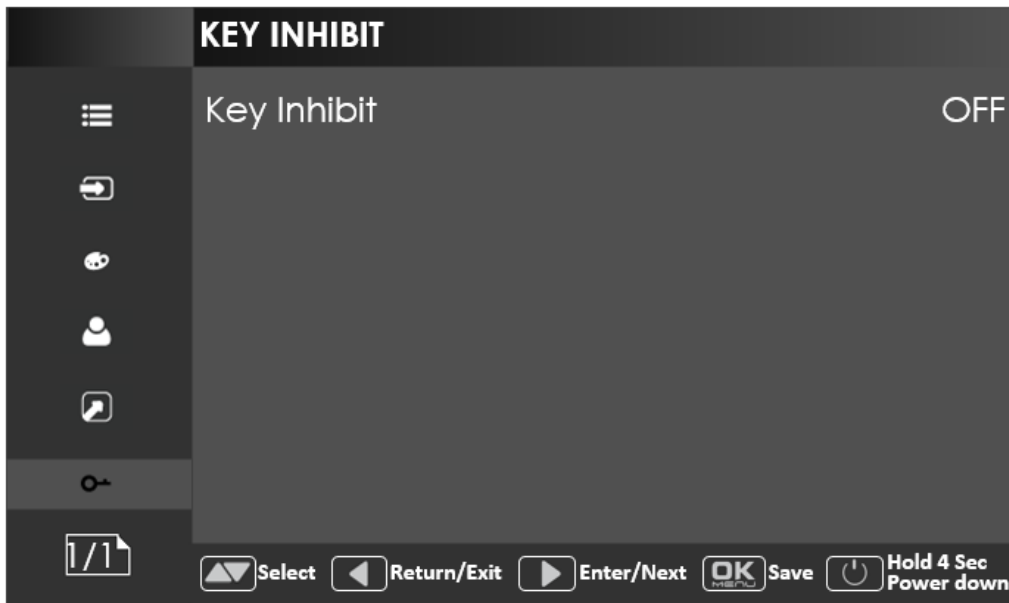 KEY INHIBIT
Key Inhibit OFF
1/1
Select Return/Exit Enter/Next OK MENU Save Hold 4 Sec
Power down